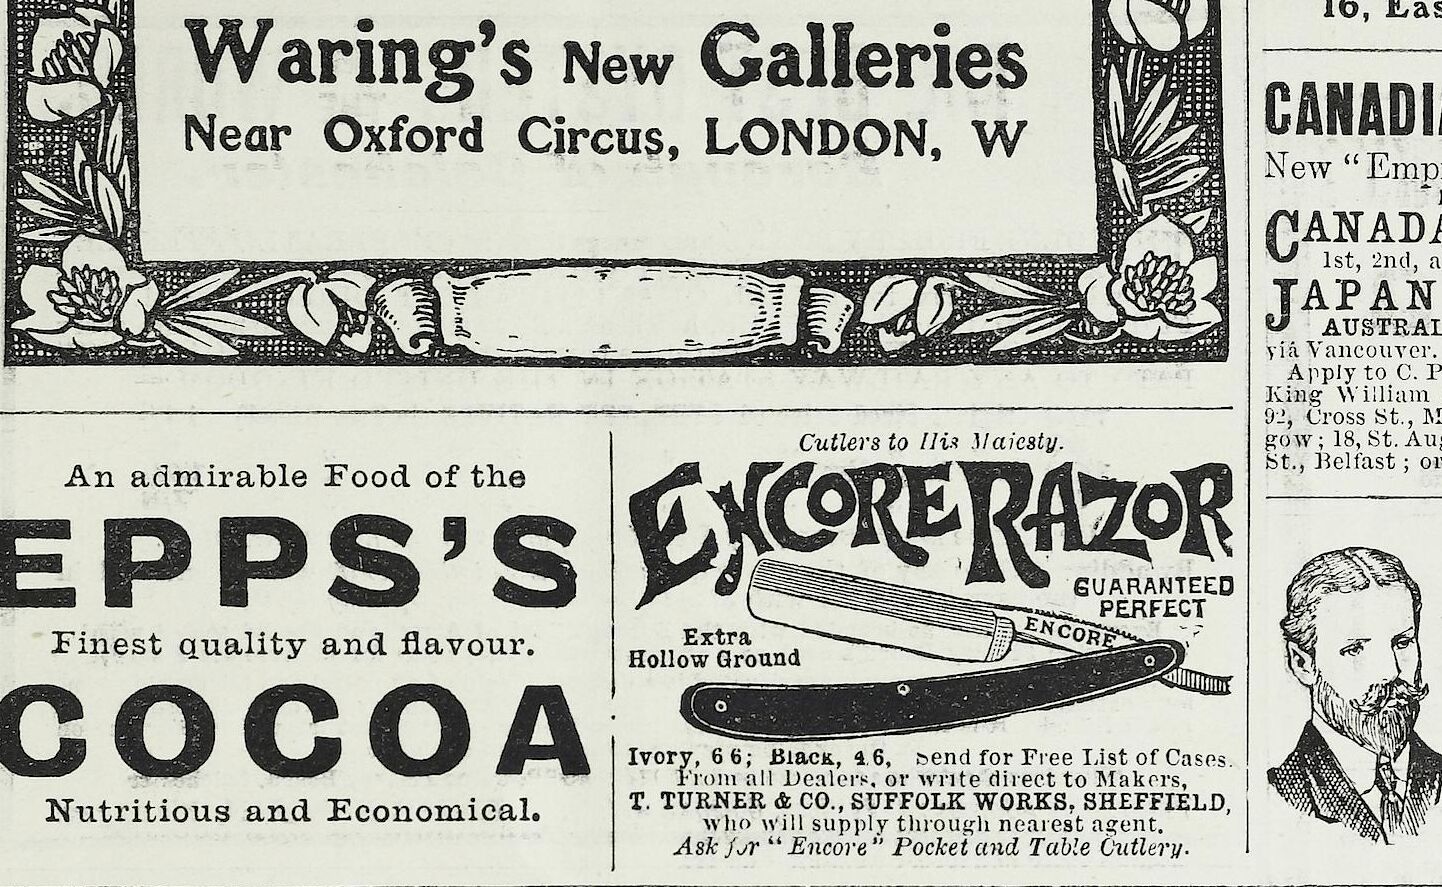 Waring's New Galleries
Near Oxford Circus, LONDON, W
An admirable Food of the
EPPS'S
Finest quality and flavour.
COCOA
Nutritious and Economical.
Cutlers to His Majesty.
ENCORE RAZOR
GUARANTEED
PERFECT
ENCORE
Extra
Hollow Ground
Ivory, 6 6; Black, 4 6, Send for Free List of Cases.
From all Dealers, or write direct to Makers,
T. TURNER & CO., SUFFOLK WORKS, SHEFFIELD,
who will supply through nearest agent.
Ask for "Encore" Pocket and Table Cutlery.
16, Eas
CANADI
New "Emp
CANADA
1st, 2nd, a
JAPAN
AUSTRAL
viâ Vancouver.
Apply to C. P
King William
92, Cross St., M
gow; 18, St. Aug
St., Belfast; or